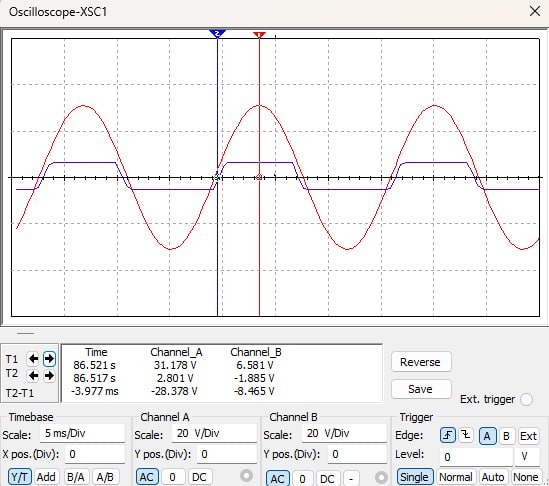 Oscilloscope-XSC1
2 1
Time Channel_A Channel_B
T1 86.521 s 31.178 V 6.581 V
T2 86.517 s 2.801 V -1.885 V
T2-T1 -3.977 ms -28.378 V -8.465 V
Reverse
Save
Ext. trigger
Timebase Channel A Channel B Trigger
Scale: 5 ms/Div Scale: 20 V/Div Scale: 20 V/Div Edge: A B Ext
X pos.(Div): 0 Y pos.(Div): 0 Y pos.(Div): 0 Level: 0 V
Y/T Add B/A A/B AC 0 DC AC 0 DC - Single Normal Auto None